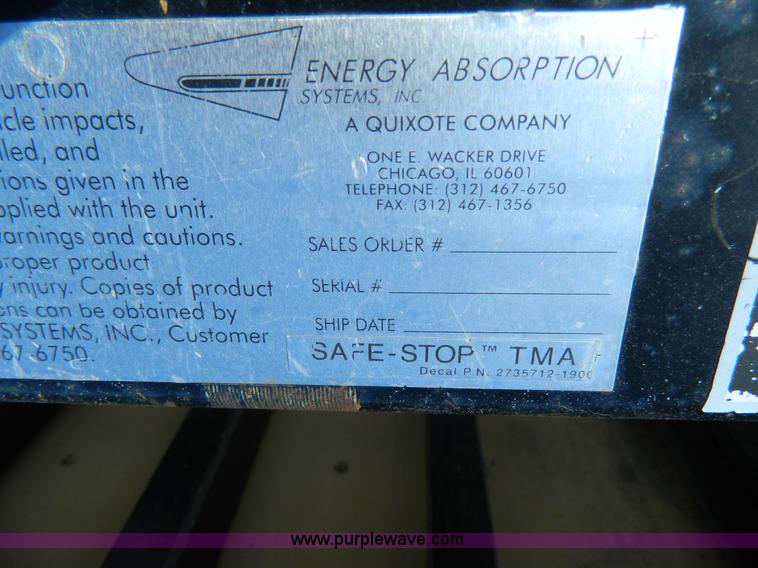 ENERGY ABSORPTION
SYSTEMS, INC.
A QUIXOTE COMPANY
ONE E. WACKER DRIVE
CHICAGO, IL 60601
TELEPHONE: (312) 467-6750
FAX: (312) 467-1356
SALES ORDER #
SERIAL #
SHIP DATE
SAFE-STOP™ TMA
Decal P.N. 2735712-1900
unction
cle impacts,
lled, and
ions given in the
pplied with the unit.
arnings and cautions.
proper product
y injury. Copies of product
ons can be obtained by
SYSTEMS, INC., Customer
67-6750.
www.purplewave.com